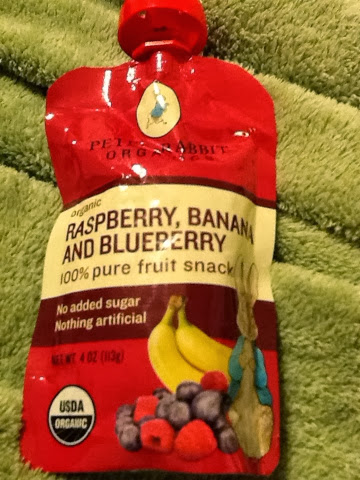 PETER RABBIT
ORGANICS
organic
RASPBERRY, BANANA
AND BLUEBERRY
100% pure fruit snack
No added sugar
Nothing artificial
NET WT. 4 OZ (113g)
USDA
ORGANIC